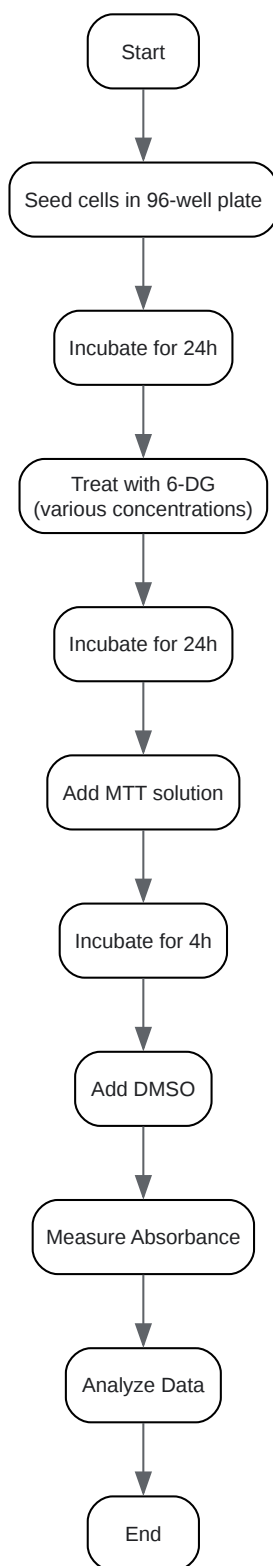 Start
Seed cells in 96-well plate
Incubate for 24h
Treat with 6-DG
(various concentrations)
Incubate for 24h
Add MTT solution
Incubate for 4h
Add DMSO
Measure Absorbance
Analyze Data
End